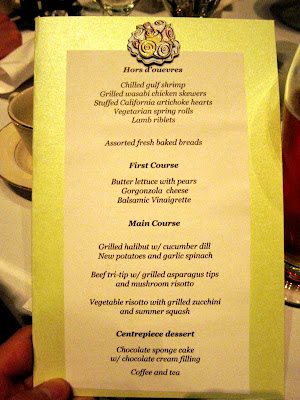 Hors d'ouevres
Chilled gulf shrimp
Grilled wasabi chicken skewers
Stuffed California artichoke hearts
Vegetarian spring rolls
Lamb riblets
Assorted fresh baked breads
First Course
Butter lettuce with pears
Gorgonzola cheese
Balsamic Vinaigrette
Main Course
Grilled halibut w/ cucumber dill
New potatoes and garlic spinach
Beef tri-tip w/ grilled asparagus tips
and mushroom risotto
Vegetable risotto with grilled zucchini
and summer squash
Centrepiece dessert
Chocolate sponge cake
w/ chocolate cream filling
Coffee and tea